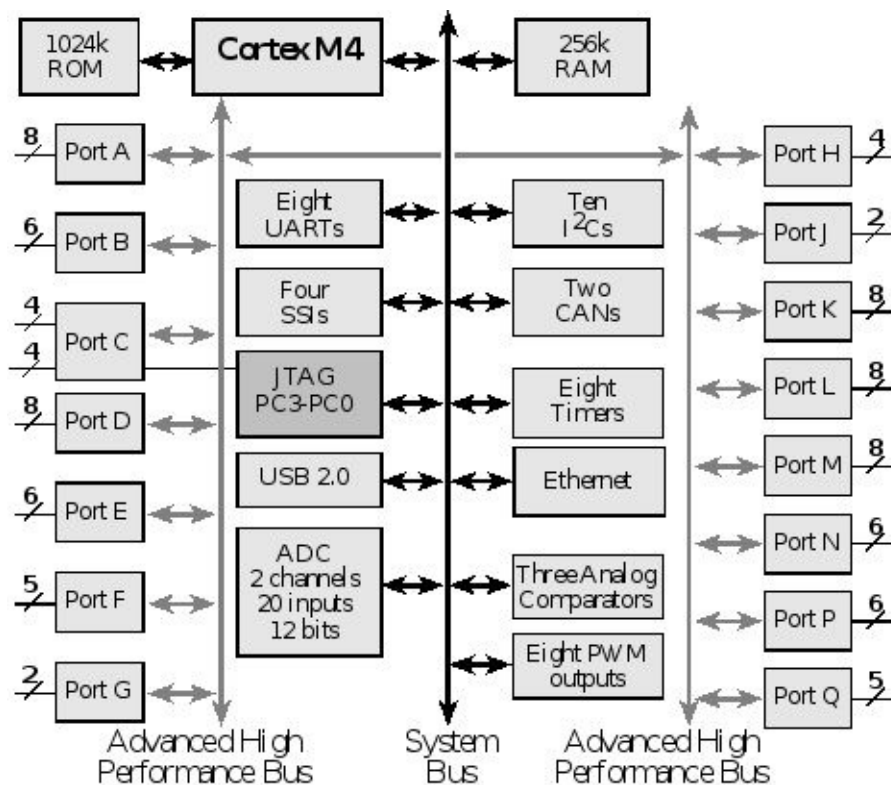 1024k
ROM
Cortex M4
256k
RAM
8
Port A
4
Port H
Eight
UARTs
Ten
I²Cs
6
Port B
2
Port J
Four
SSIs
Two
CANs
4
Port C
4
8
Port K
JTAG
PC3-PC0
Eight
Timers
8
Port L
8
Port D
USB 2.0
Ethernet
8
Port M
6
Port E
ADC
2 channels
20 inputs
12 bits
6
Port N
Three Analog
Comparators
5
Port F
6
Port P
Eight PWM
outputs
2
Port G
5
Port Q
Advanced High
Performance Bus
System
Bus
Advanced High
Performance Bus